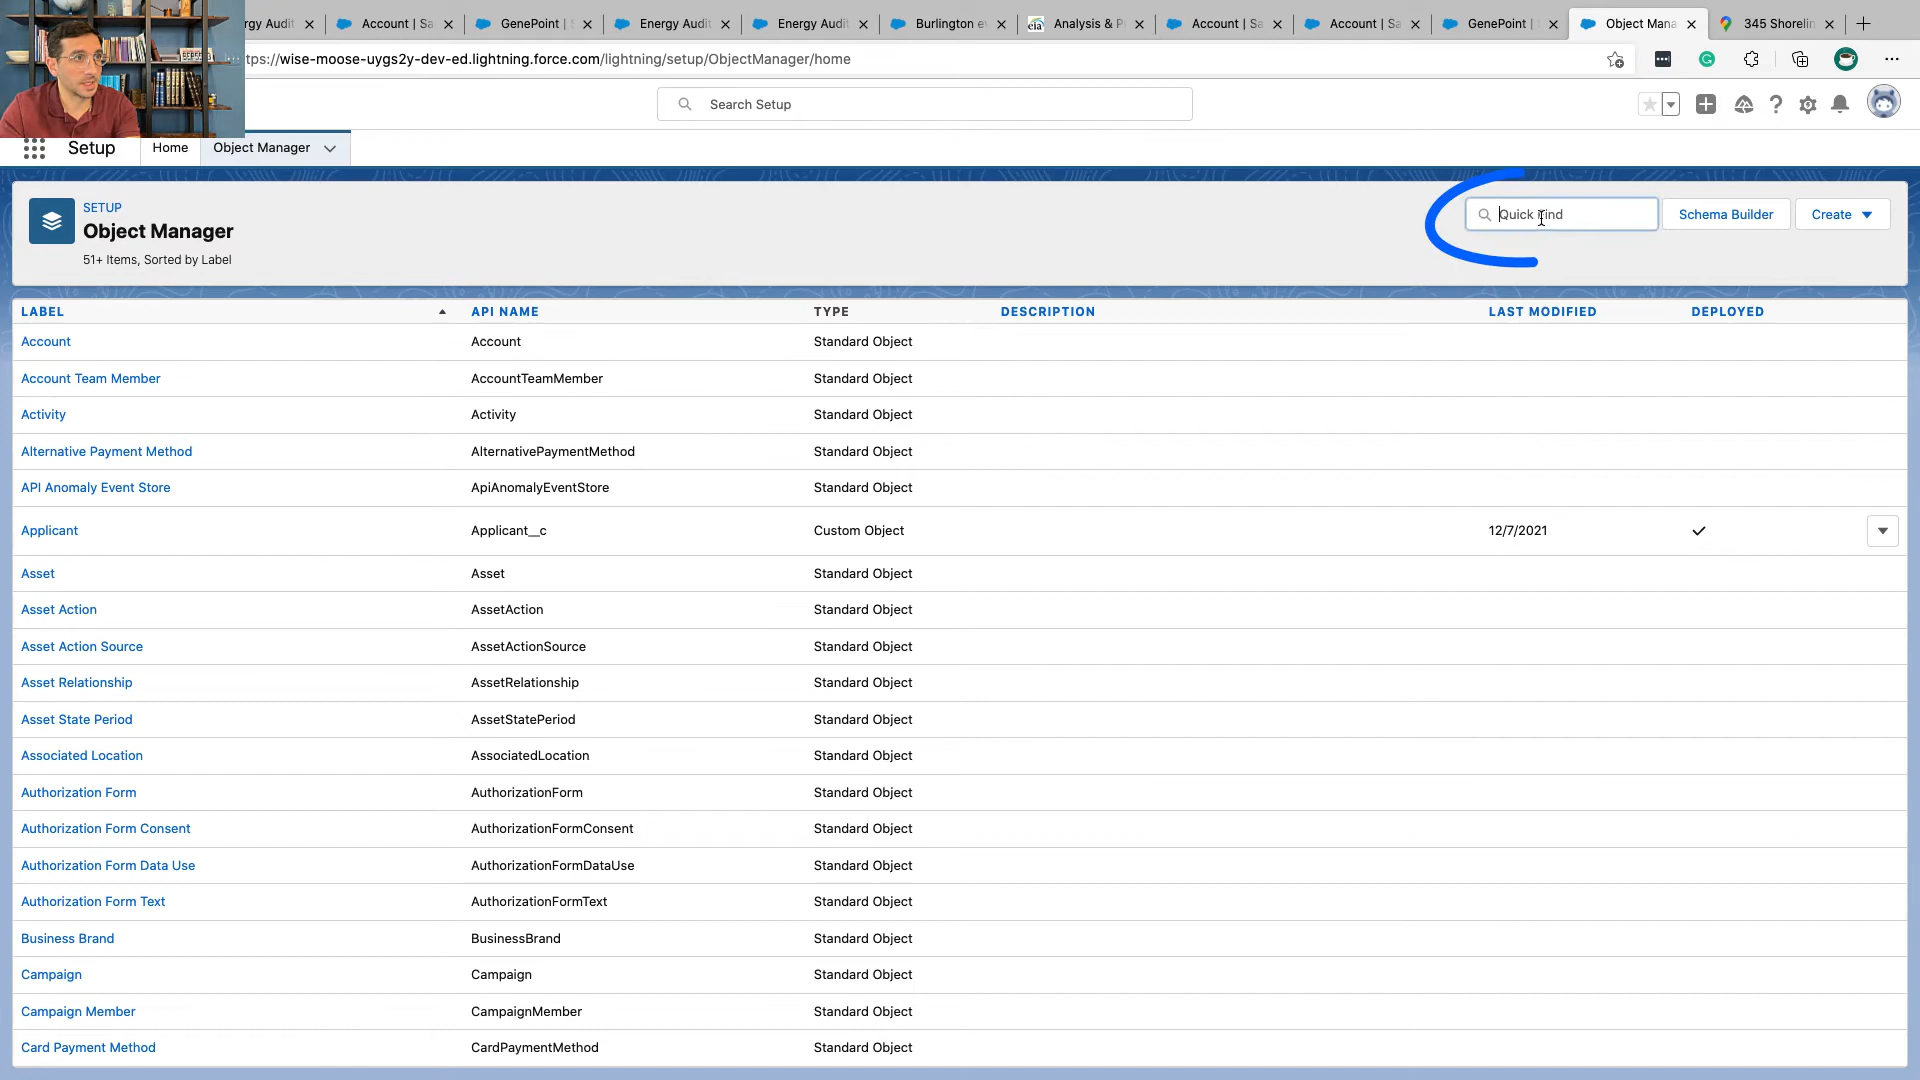 ergy Audit
Account | Sa
GenePoint |
Energy Audit
Energy Audit
Burlington e
eia
Analysis & P
Account | Sa
Account | Sa
GenePoint |
Object Mana
345 Shorelin
tps://wise-moose-uygs2y-dev-ed.lightning.force.com/lightning/setup/ObjectManager/home
Search Setup
Setup
Home
Object Manager
SETUP
Object Manager
51+ Items, Sorted by Label
Quick Find
Schema Builder
Create
LABEL API NAME TYPE DESCRIPTION LAST MODIFIED DEPLOYED
Account Account Standard Object
Account Team Member AccountTeamMember Standard Object
Activity Activity Standard Object
Alternative Payment Method AlternativePaymentMethod Standard Object
API Anomaly Event Store ApiAnomalyEventStore Standard Object
Applicant Applicant__c Custom Object 12/7/2021
Asset Asset Standard Object
Asset Action AssetAction Standard Object
Asset Action Source AssetActionSource Standard Object
Asset Relationship AssetRelationship Standard Object
Asset State Period AssetStatePeriod Standard Object
Associated Location AssociatedLocation Standard Object
Authorization Form AuthorizationForm Standard Object
Authorization Form Consent AuthorizationFormConsent Standard Object
Authorization Form Data Use AuthorizationFormDataUse Standard Object
Authorization Form Text AuthorizationFormText Standard Object
Business Brand BusinessBrand Standard Object
Campaign Campaign Standard Object
Campaign Member CampaignMember Standard Object
Card Payment Method CardPaymentMethod Standard Object